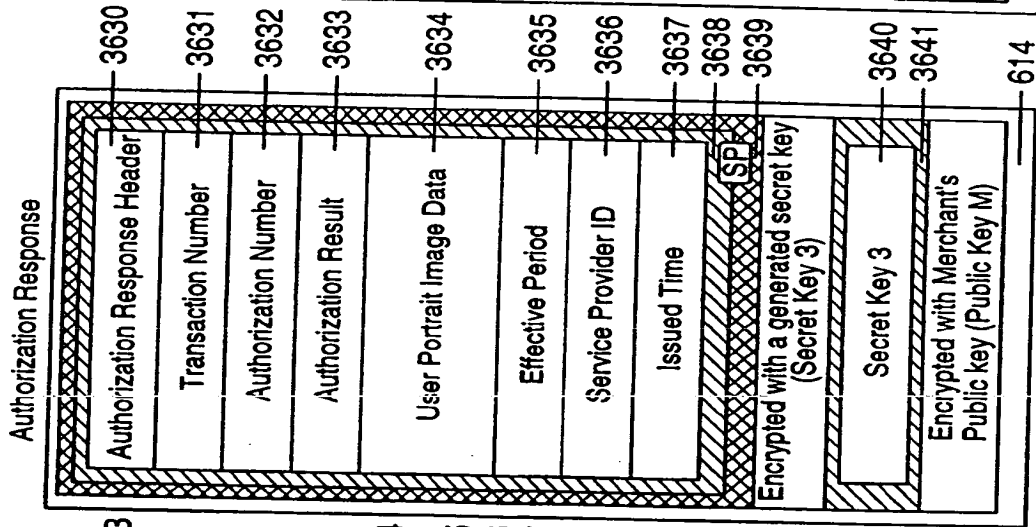 Authorization Response
Authorization Response Header
3630
Transaction Number
3631
Authorization Number
3632
Authorization Result
3633
User Portrait Image Data
3634
Effective Period
3635
Service Provider ID
3636
Issued Time
3637
3638
SP
3639
Encrypted with a generated secret key
(Secret Key 3)
Secret Key 3
3640
3641
Encrypted with Merchant's
Public key (Public Key M)
614